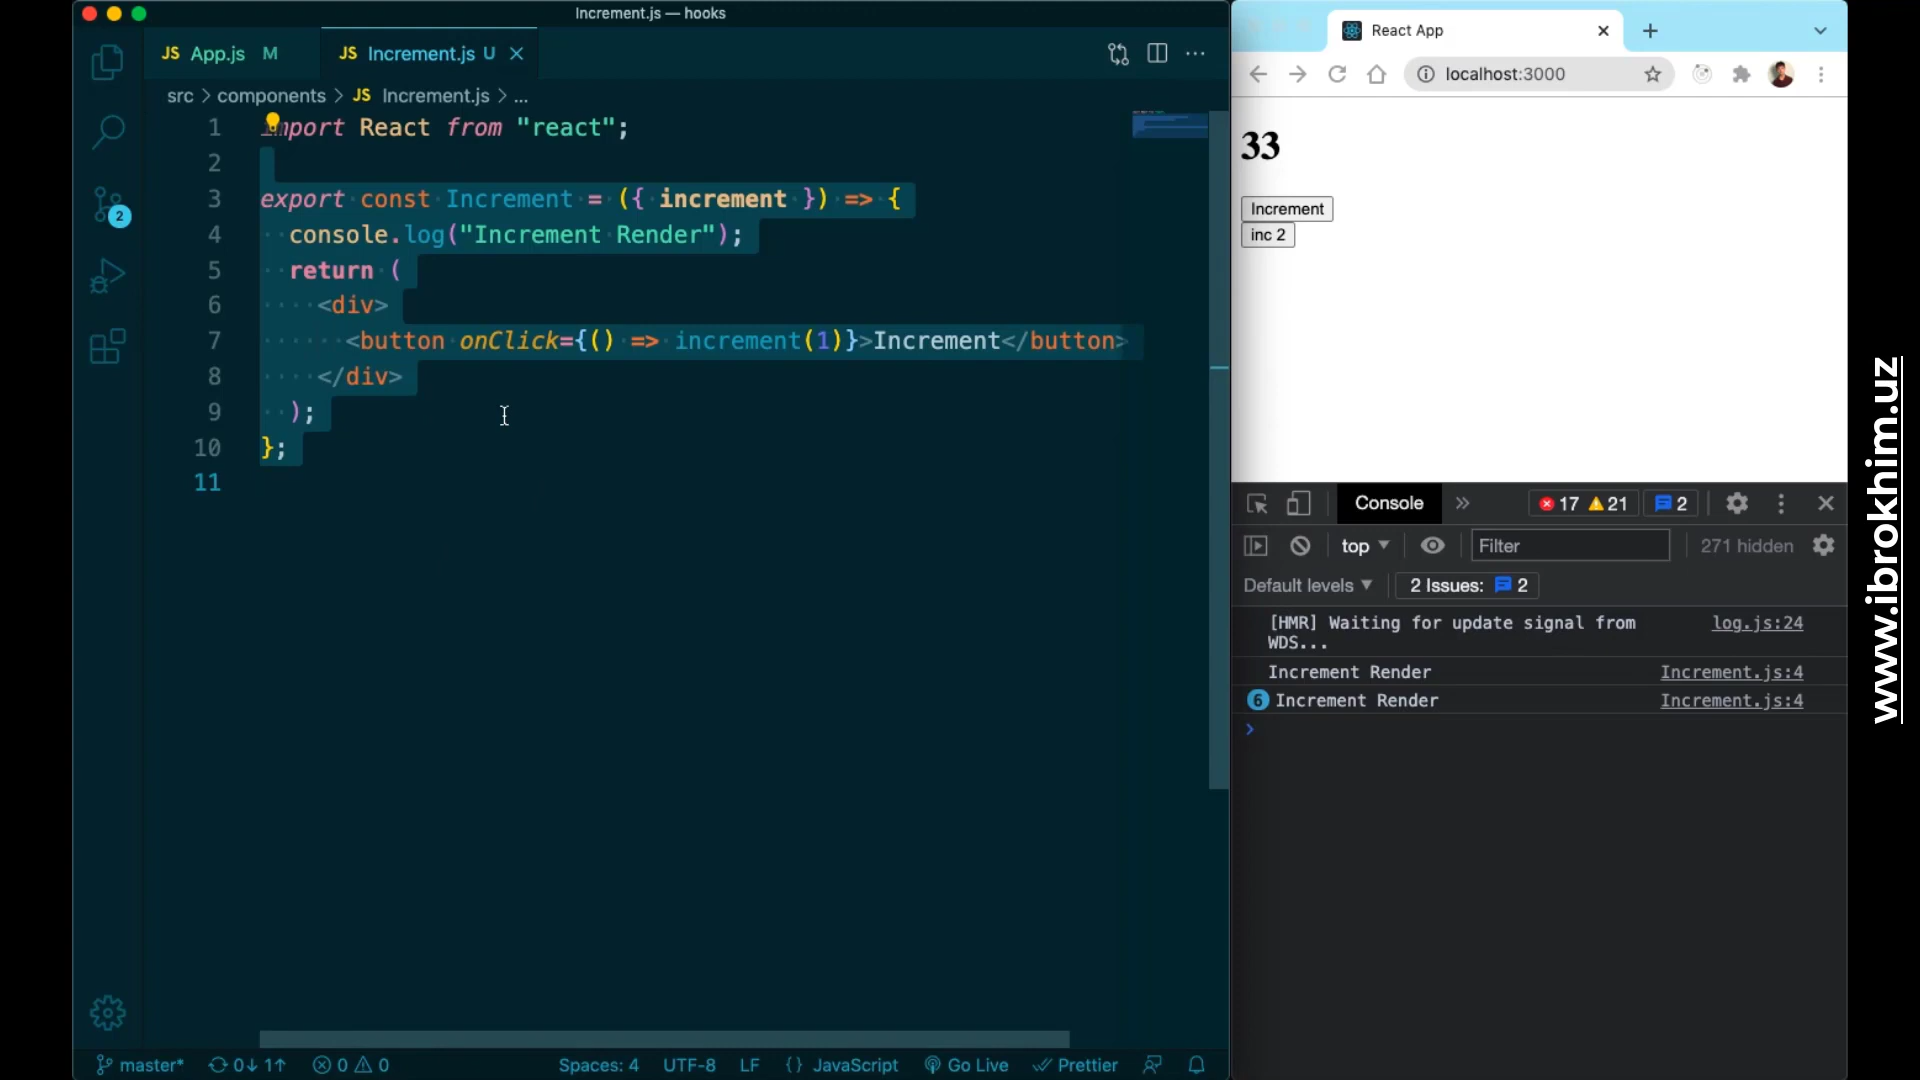 Increment.js — hooks
JS App.js M
JS Increment.js U
src > components > JS Increment.js > ...
1 import React from "react";
2
3 export const Increment = ({ increment }) => {
4 console.log("Increment Render");
5 return (
6 <div>
7 <button onClick={() => increment(1)}>Increment</button>
8 </div>
9 );
10 };
11
2
master* 0↓ 1↑ 0 0 Spaces: 4 UTF-8 LF {} JavaScript Go Live Prettier
React App
localhost:3000
33
Increment
inc 2
Console » 17 21 2
top Filter 271 hidden
Default levels 2 Issues: 2
[HMR] Waiting for update signal from log.js:24
WDS...
Increment Render Increment.js:4
6 Increment Render Increment.js:4
www.ibrokhim.uz